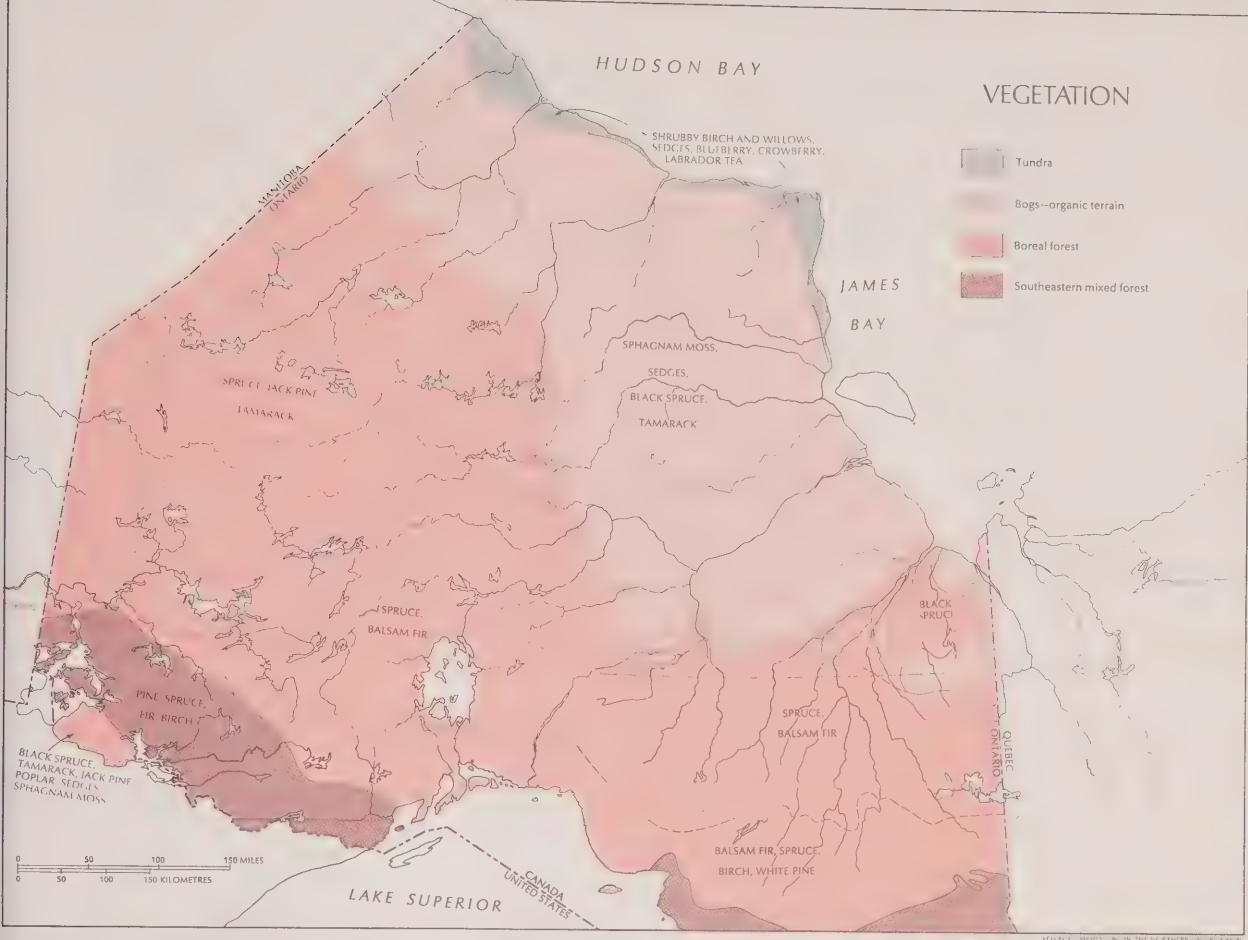 HUDSON BAY
VEGETATION
SHRUBBY BIRCH AND WILLOWS,
SEDGES, BLUEBERRY, CROWBERRY,
LABRADOR TEA
Tundra
Bogs--organic terrain
Boreal forest
Southeastern mixed forest
MANITOBA
ONTARIO
JAMES
BAY
SPHAGNAM MOSS,
SEDGES,
BLACK SPRUCE,
TAMARACK
SPRUCE JACK PINE
TAMARACK
SPRUCE,
BALSAM FIR
BLACK
SPRUCE
PINE SPRUCE,
FIR BIRCH
SPRUCE,
BALSAM FIR
QUEBEC
ONTARIO
BLACK SPRUCE,
TAMARACK, JACK PINE
POPLAR, SEDGES
SPHAGNAM MOSS
BALSAM FIR, SPRUCE,
BIRCH, WHITE PINE
0 50 100 150 MILES
0 50 100 150 KILOMETRES
CANADA
UNITED STATES
LAKE SUPERIOR